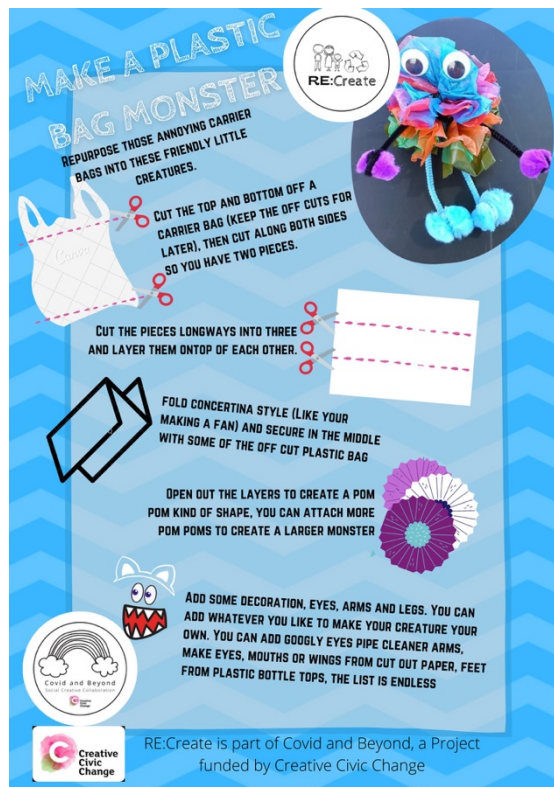 MAKE A PLASTIC
BAG MONSTER
RE:Create
REPURPOSE THOSE ANNOYING CARRIER
BAGS INTO THESE FRIENDLY LITTLE
CREATURES.
CUT THE TOP AND BOTTOM OFF A
CARRIER BAG (KEEP THE OFF CUTS FOR
LATER), THEN CUT ALONG BOTH SIDES
SO YOU HAVE TWO PIECES.
Canva
CUT THE PIECES LONGWAYS INTO THREE
AND LAYER THEM ONTOP OF EACH OTHER.
FOLD CONCERTINA STYLE (LIKE YOUR
MAKING A FAN) AND SECURE IN THE MIDDLE
WITH SOME OF THE OFF CUT PLASTIC BAG
OPEN OUT THE LAYERS TO CREATE A POM
POM KIND OF SHAPE, YOU CAN ATTACH MORE
POM POMS TO CREATE A LARGER MONSTER
ADD SOME DECORATION, EYES, ARMS AND LEGS. YOU CAN
ADD WHATEVER YOU LIKE TO MAKE YOUR CREATURE YOUR
OWN. YOU CAN ADD GOOGLY EYES PIPE CLEANER ARMS,
MAKE EYES, MOUTHS OR WINGS FROM CUT OUT PAPER, FEET
FROM PLASTIC BOTTLE TOPS, THE LIST IS ENDLESS
Covid and Beyond
Social Creative Collaboration
Creative
Civic
Change
RE:Create is part of Covid and Beyond, a Project
funded by Creative Civic Change